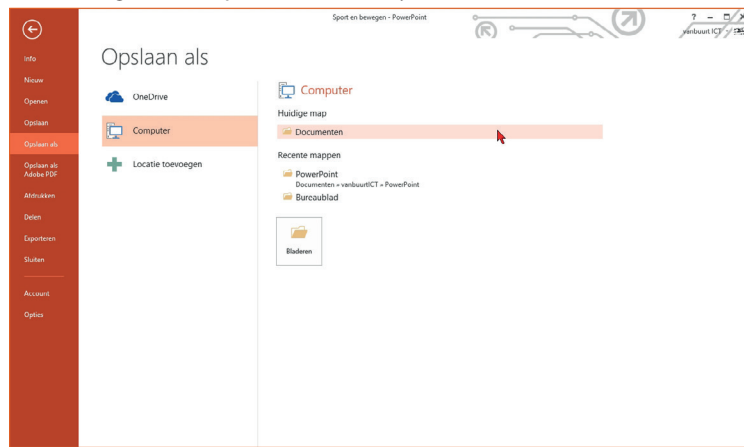 Sport en bewegen - PowerPoint
vanbuurt ICT
Info
Nieuw
Openen
Opslaan
Opslaan als
Opslaan als
Adobe PDF
Afdrukken
Delen
Exporteren
Sluiten
Account
Opties
Opslaan als
OneDrive
Computer
Locatie toevoegen
Computer
Huidige map
Documenten
Recente mappen
PowerPoint
Documenten » vanbuurtICT » PowerPoint
Bureaublad
Bladeren